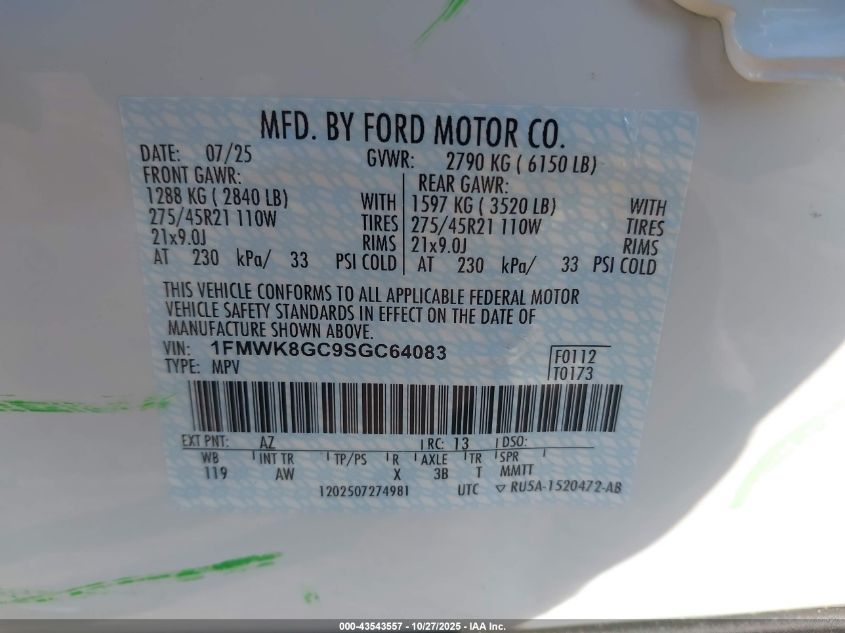 MFD. BY FORD MOTOR CO.
DATE: 07/25 GVWR: 2790 KG ( 6150 LB)
FRONT GAWR: REAR GAWR:
1288 KG ( 2840 LB) WITH 1597 KG ( 3520 LB) WITH
275/45R21 110W TIRES 275/45R21 110W TIRES
21x9.0J RIMS 21x9.0J RIMS
AT 230 kPa/ 33 PSI COLD AT 230 kPa/ 33 PSI COLD
THIS VEHICLE CONFORMS TO ALL APPLICABLE FEDERAL MOTOR
VEHICLE SAFETY STANDARDS IN EFFECT ON THE DATE OF
MANUFACTURE SHOWN ABOVE.
VIN: 1FMWK8GC9SGC64083 F0112
TYPE: MPV T0173
EXT PNT: AZ RC: 13 DSO:
WB INT TR TP/PS R AXLE TR SPR
119 AW X 3B T MMTT
1202507274981 UTC ▽ RU5A-1520472-AB
000-43543557 • 10/27/2025 • IAA Inc.